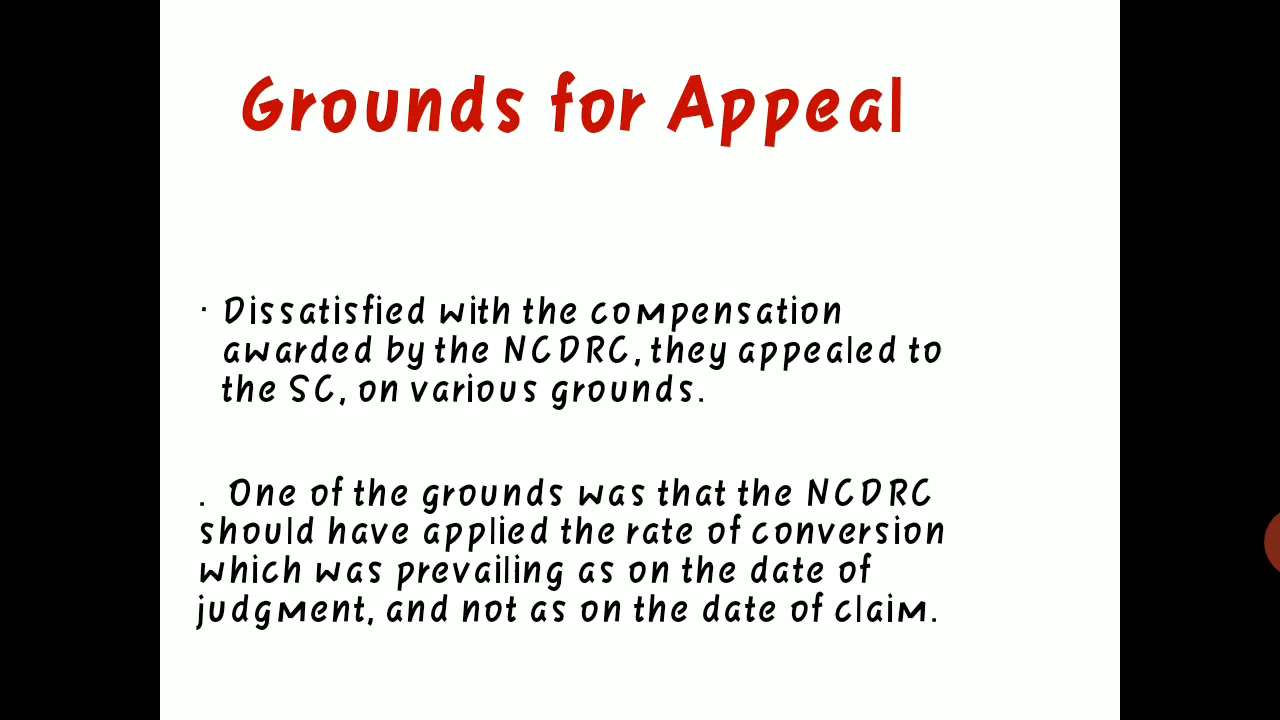 Grounds for Appeal
· Dissatisfied with the compensation
awarded by the NCDRC, they appealed to
the SC, on various grounds.
. One of the grounds was that the NCDRC
should have applied the rate of conversion
which was prevailing as on the date of
judgment, and not as on the date of claim.